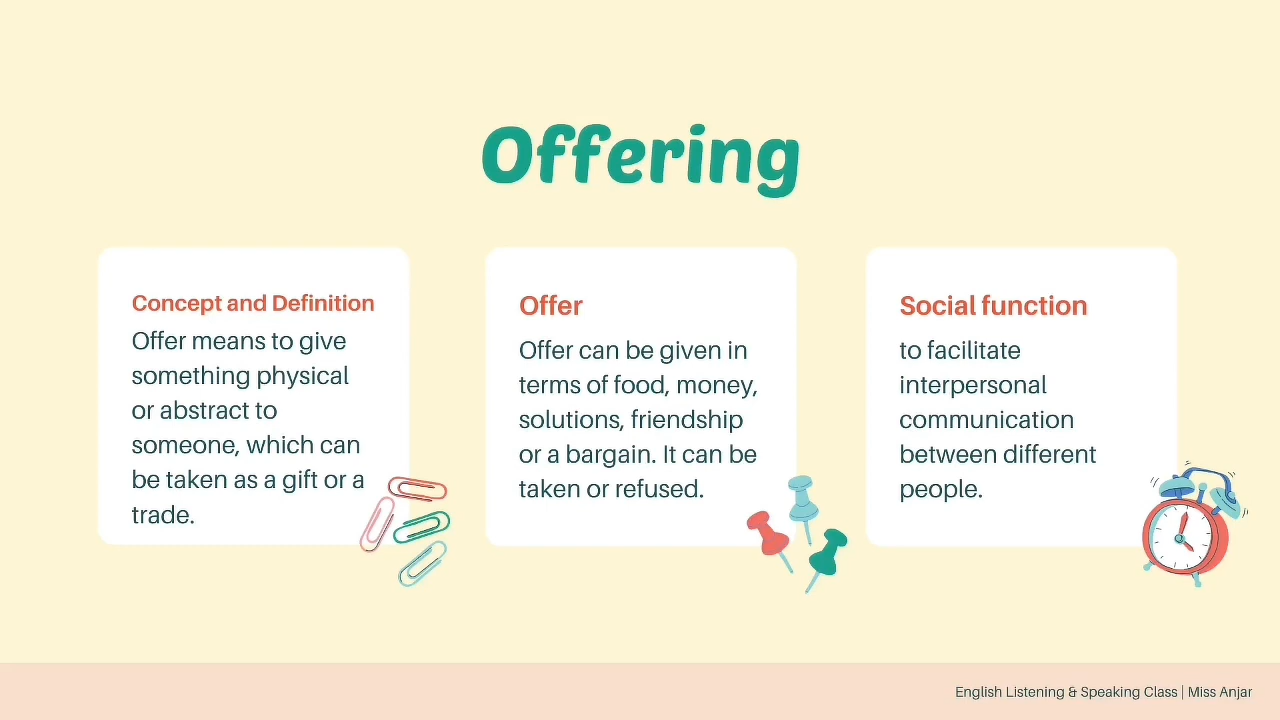 Offering
Concept and Definition
Offer means to give
something physical
or abstract to
someone, which can
be taken as a gift or a
trade.
Offer
Offer can be given in
terms of food, money,
solutions, friendship
or a bargain. It can be
taken or refused.
Social function
to facilitate
interpersonal
communication
between different
people.
English Listening & Speaking Class | Miss Anjar